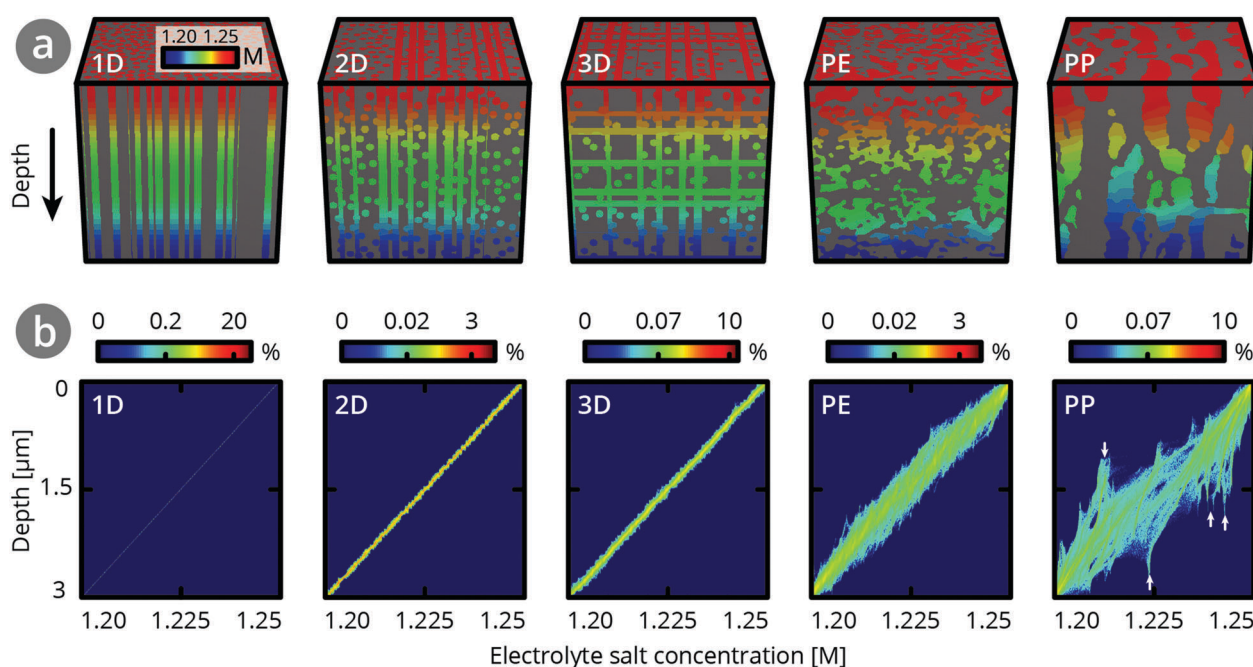 a
1D 1.20 1.25 M 2D 3D PE PP
Depth
b
0 0.2 20 % 0 0.02 3 % 0 0.07 10 % 0 0.02 3 % 0 0.07 10 %
0 1D 2D 3D PE PP
Depth [µm]
1.5
3
1.20 1.225 1.25 1.20 1.225 1.25 1.20 1.225 1.25 1.20 1.225 1.25 1.20 1.225 1.25
Electrolyte salt concentration [M]